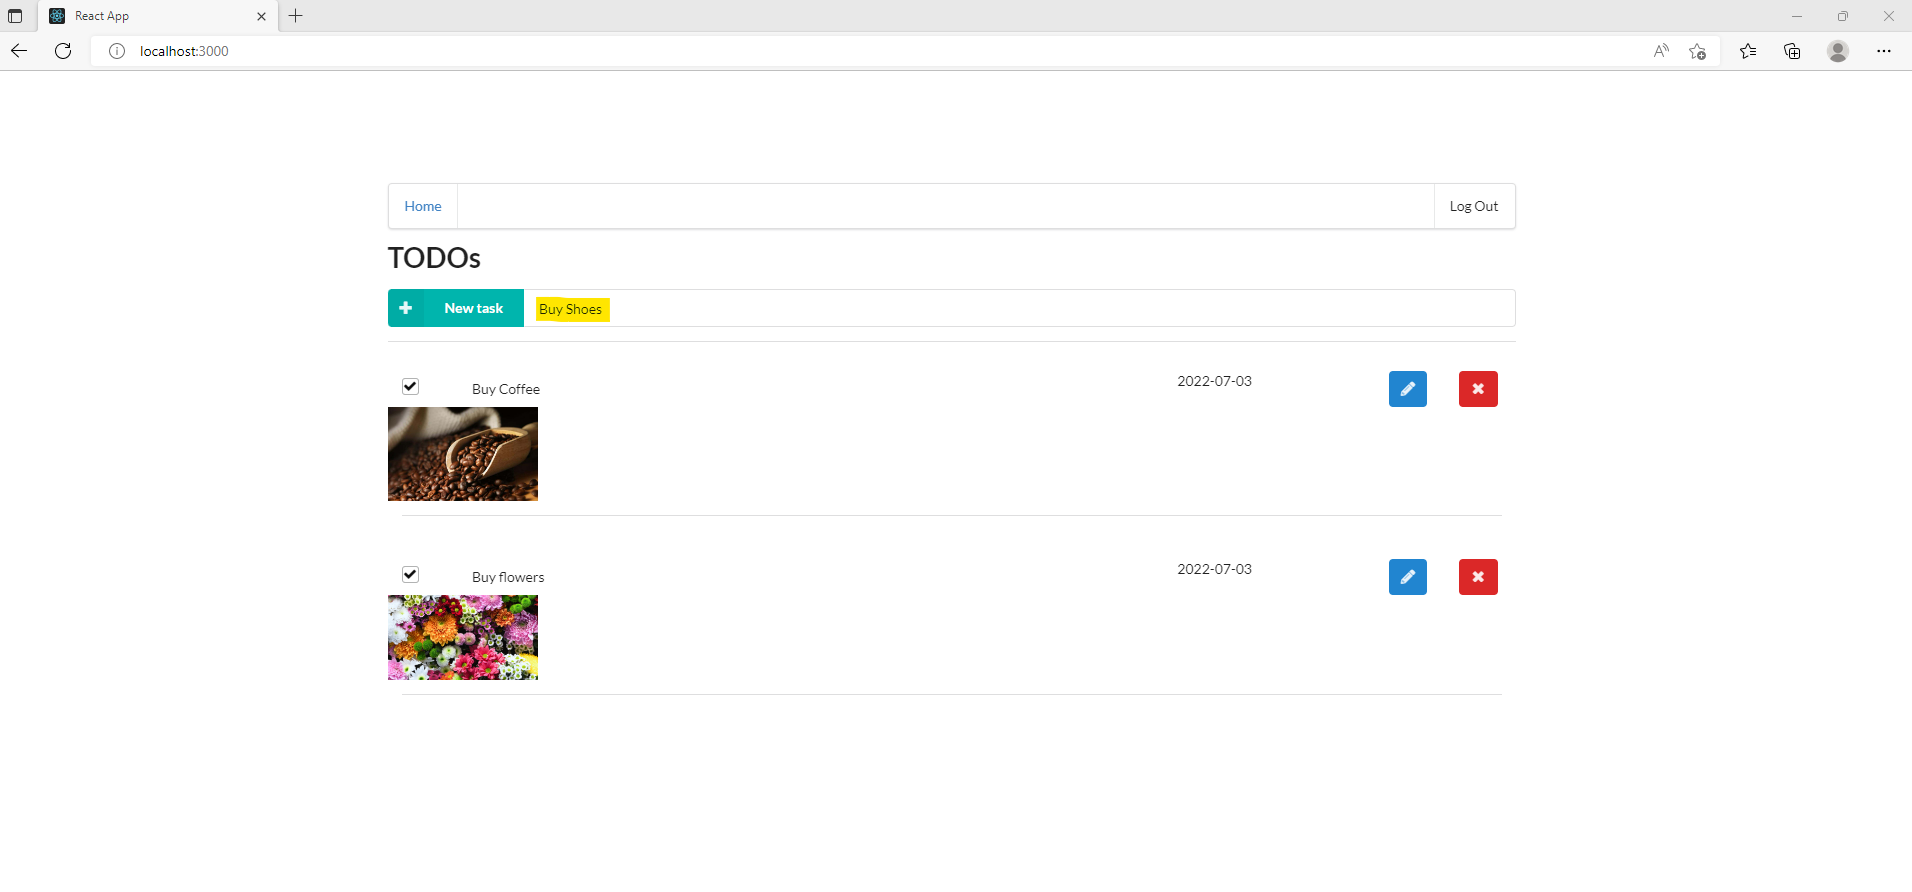 React App
localhost:3000
Home
Log Out
TODOs
New task
Buy Shoes
Buy Coffee
2022-07-03
Buy flowers
2022-07-03